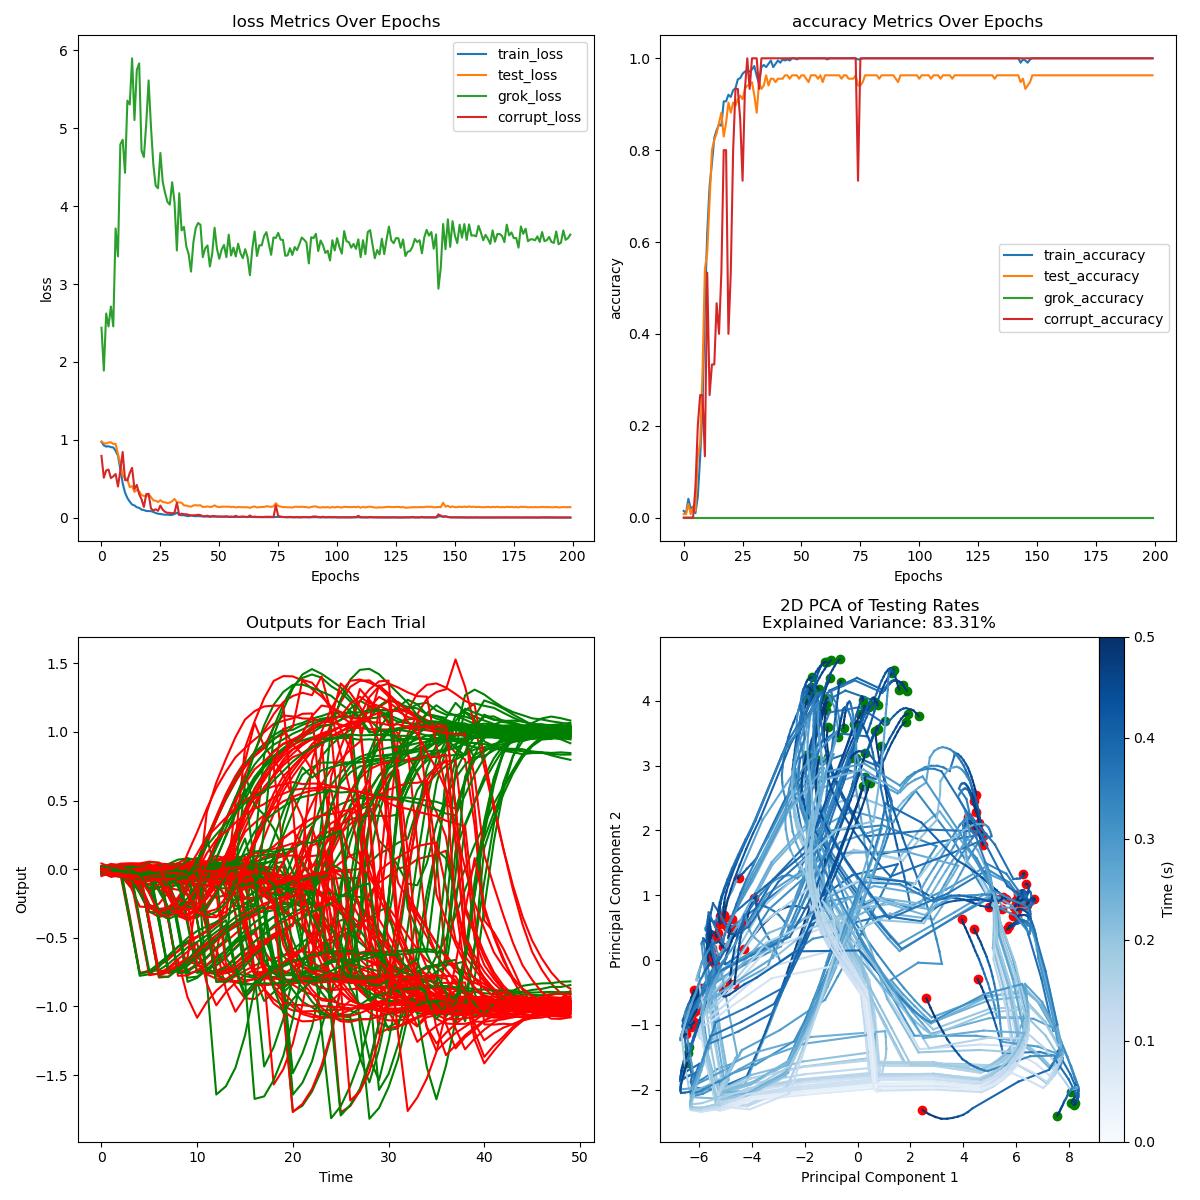 loss Metrics Over Epochs
6
5
4
3
2
1
0
loss
0
25
50
75
100
125
150
175
200
Epochs
train_loss
test_loss
grok_loss
corrupt_loss
accuracy Metrics Over Epochs
1.0
0.8
0.6
0.4
0.2
0.0
accuracy
0
25
50
75
100
125
150
175
200
Epochs
train_accuracy
test_accuracy
grok_accuracy
corrupt_accuracy
Outputs for Each Trial
1.5
1.0
0.5
0.0
−0.5
−1.0
−1.5
Output
0
10
20
30
40
50
Time
2D PCA of Testing Rates
Explained Variance: 83.31%
4
3
2
1
0
−1
−2
Principal Component 2
−6
−4
−2
0
2
4
6
8
Principal Component 1
0.5
0.4
0.3
0.2
0.1
0.0
Time (s)